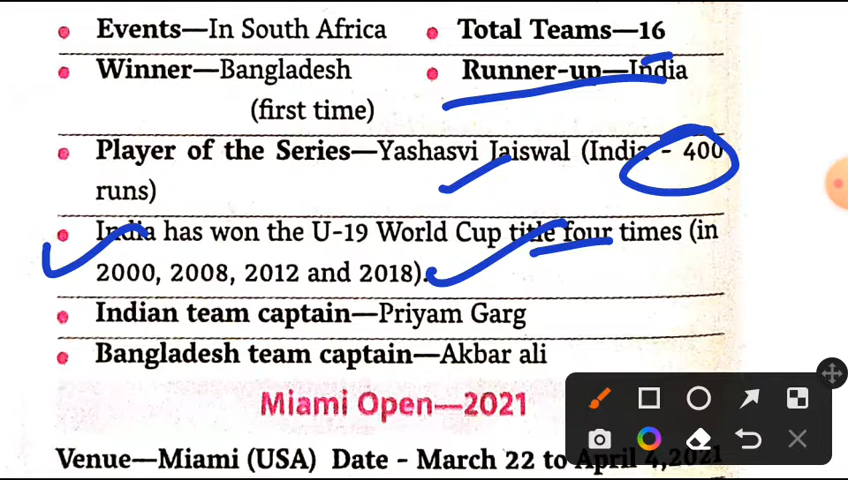 • Events—In South Africa • Total Teams—16
• Winner—Bangladesh • Runner-up—India
(first time)
• Player of the Series—Yashasvi Jaiswal (India - 400
runs)
• India has won the U-19 World Cup title four times (in
2000, 2008, 2012 and 2018).
• Indian team captain—Priyam Garg
• Bangladesh team captain—Akbar ali
Miami Open—2021
Venue—Miami (USA) Date - March 22 to April 4,2021